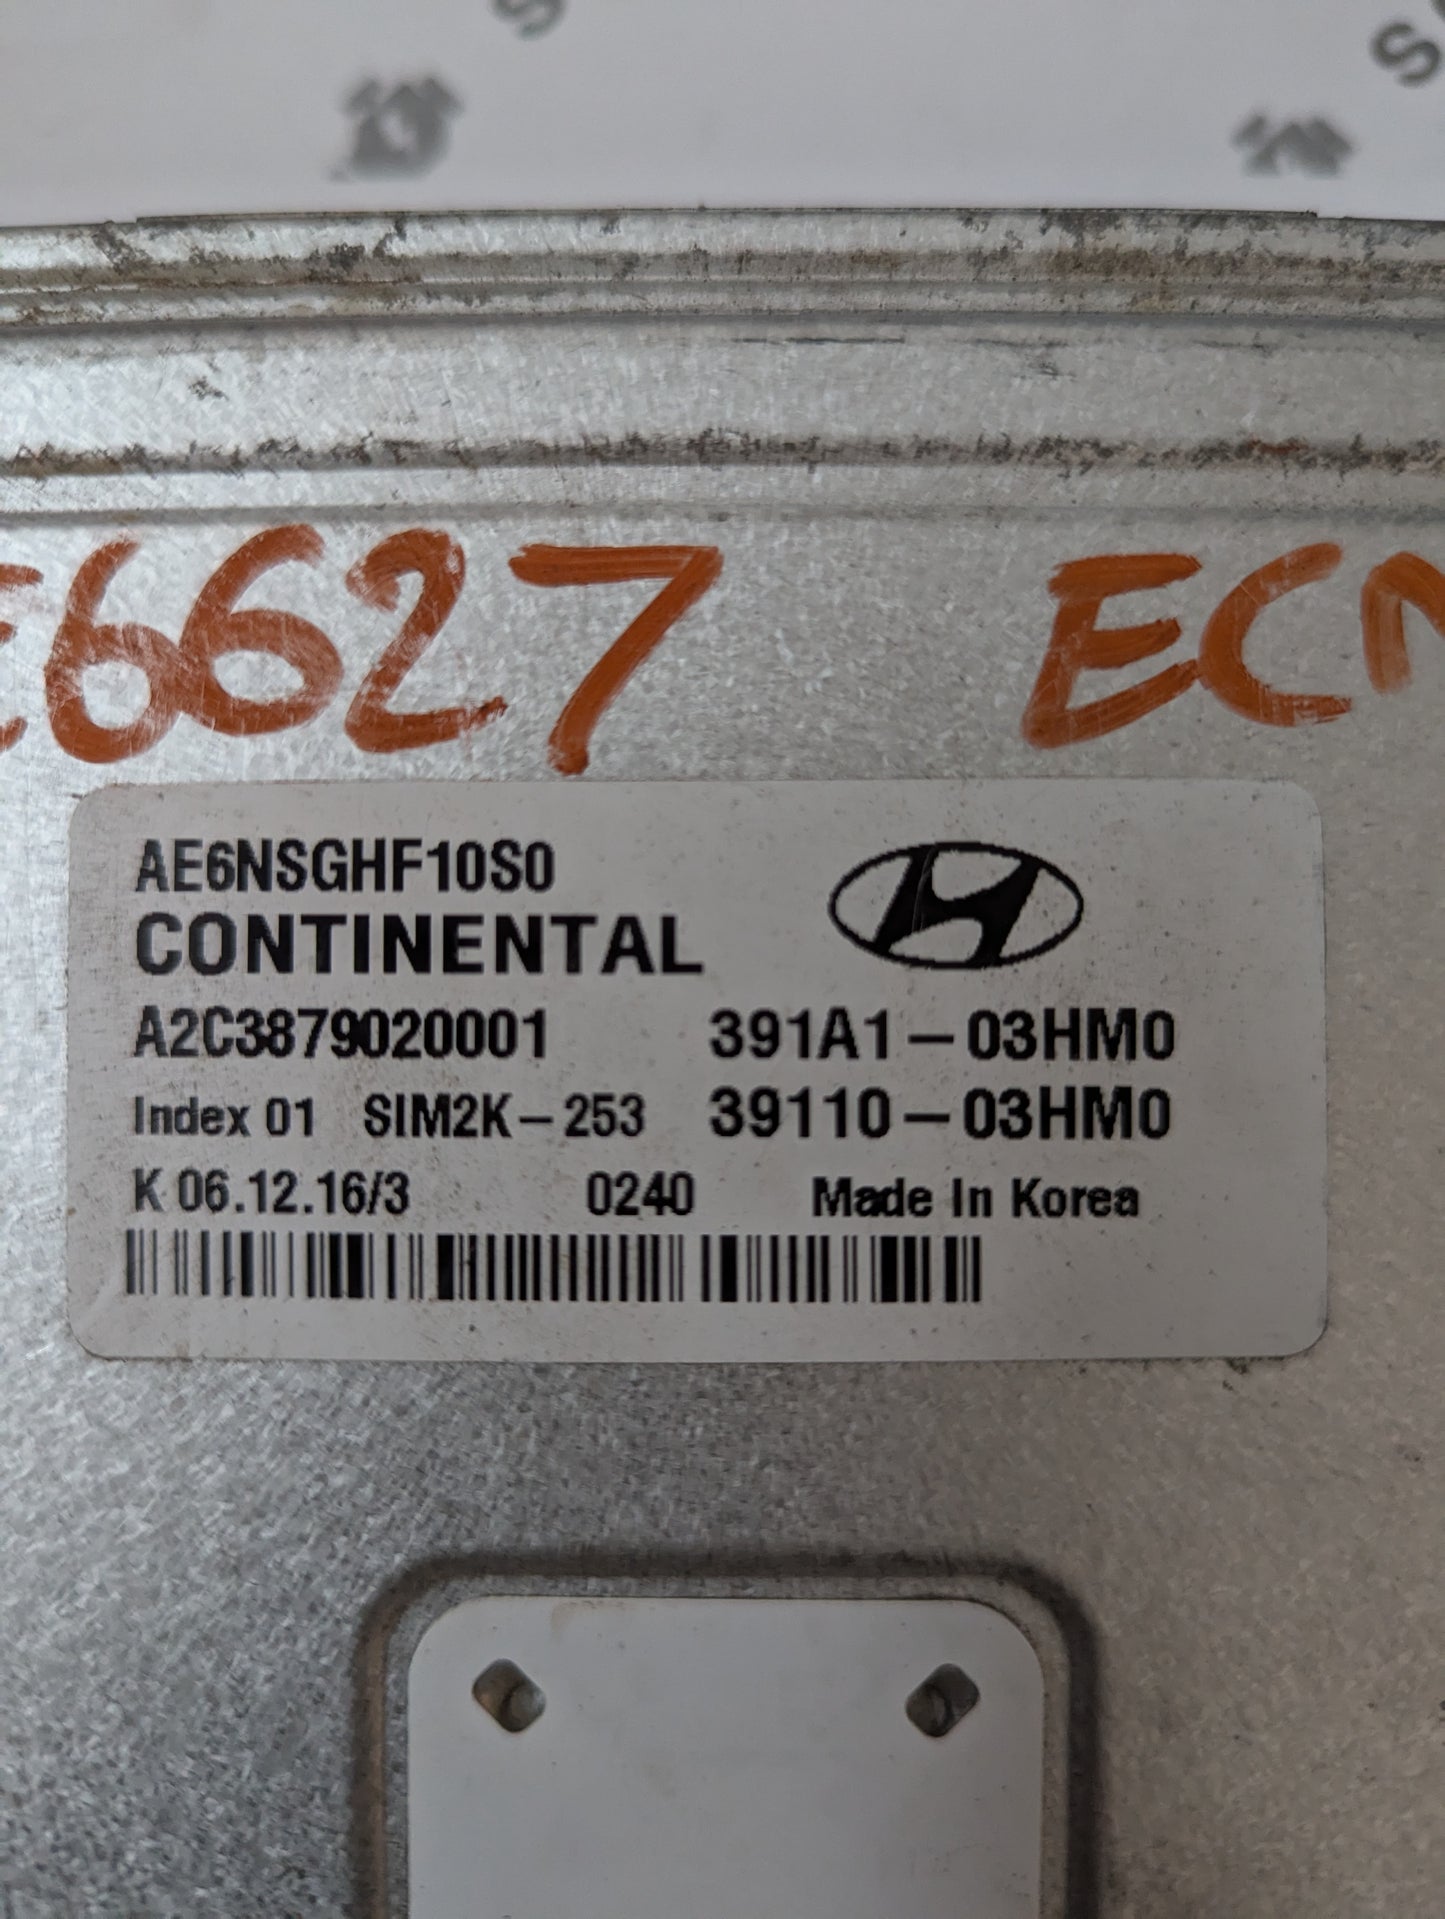 E6627 ECM
AE6NSGHF10S0
CONTINENTAL
A2C3879020001 391A1-03HM0
Index 01 SIM2K-253 39110-03HM0
K 06.12.16/3 0240 Made In Korea